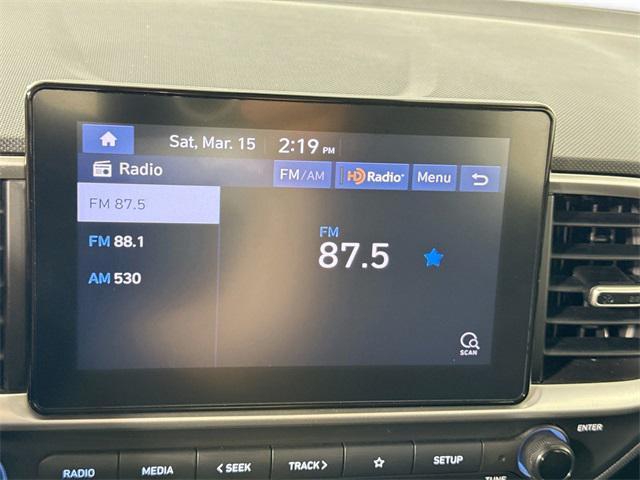 Sat, Mar. 15 2:19 PM
Radio FM/AM HD Radio Menu
FM 87.5
FM 88.1
AM 530
FM
87.5
SCAN
ENTER
RADIO MEDIA < SEEK TRACK > SETUP
TUNE